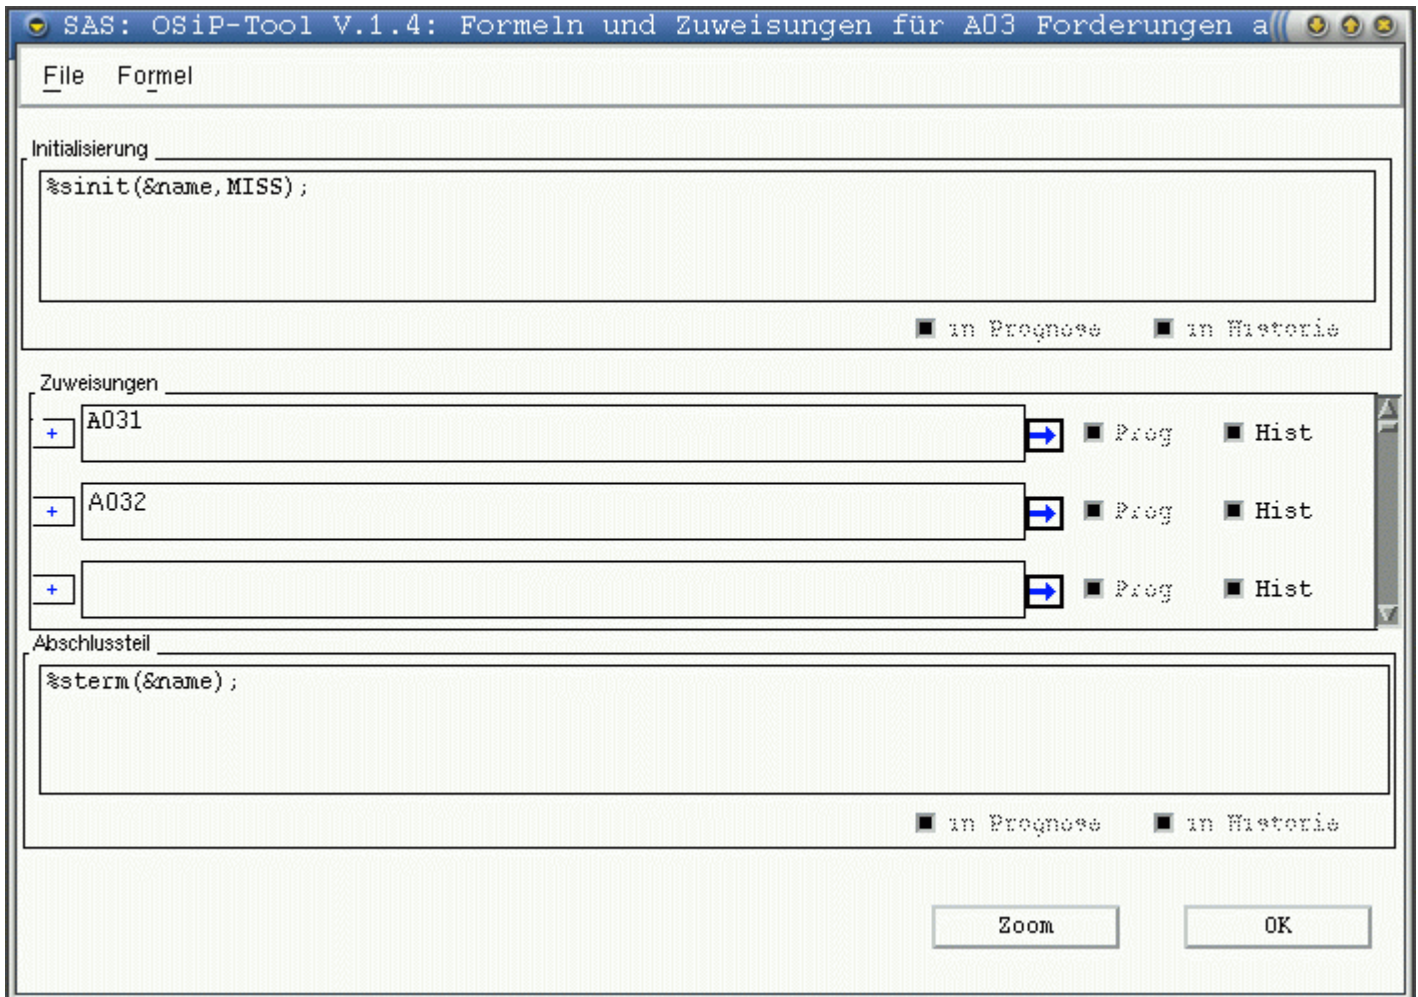 SAS: OSiP-Tool V.1.4: Formeln und Zuweisungen für A03 Forderungen a
File Formel
Initialisierung
%sinit(&name,MISS);
in Prognose in Historie
Zuweisungen
+ A031 Prog Hist
+ A032 Prog Hist
+ Prog Hist
Abschlussteil
%sterm(&name);
in Prognose in Historie
Zoom OK